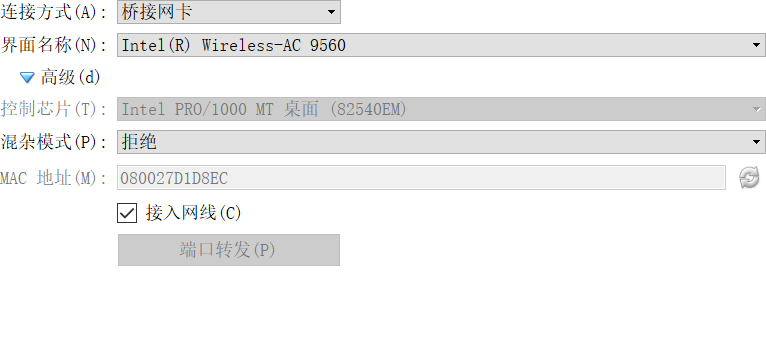 连接方式(A): 桥接网卡
界面名称(N): Intel(R) Wireless-AC 9560
高级(d)
控制芯片(T): Intel PRO/1000 MT 桌面 (82540EM)
混杂模式(P): 拒绝
MAC 地址(M): 080027D1D8EC
接入网线(C)
端口转发(P)